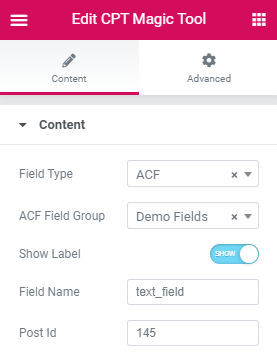 Edit CPT Magic Tool
Content Advanced
Content
Field Type ACF
ACF Field Group Demo Fields
Show Label SHOW
Field Name text_field
Post Id 145